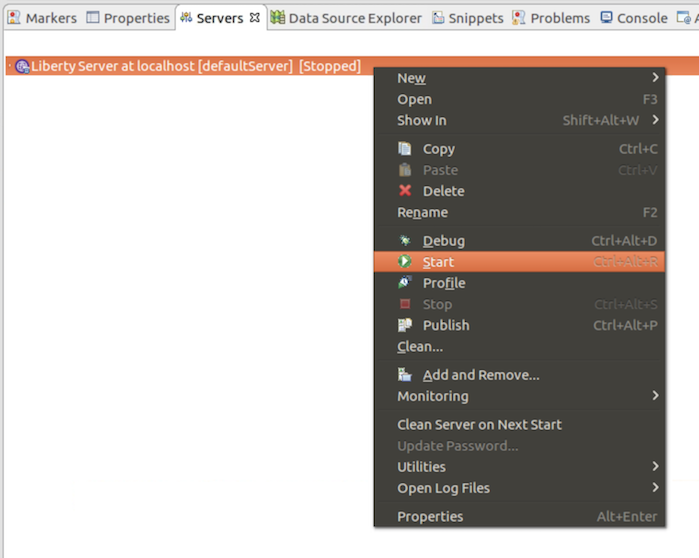 Markers Properties Servers Data Source Explorer Snippets Problems Console
Liberty Server at localhost [defaultServer] [Stopped]
New
Open F3
Show In Shift+Alt+W
Copy Ctrl+C
Paste Ctrl+V
Delete
Rename F2
Debug Ctrl+Alt+D
Start Ctrl+Alt+R
Profile
Stop Ctrl+Alt+S
Publish Ctrl+Alt+P
Clean...
Add and Remove...
Monitoring
Clean Server on Next Start
Update Password...
Utilities
Open Log Files
Properties Alt+Enter